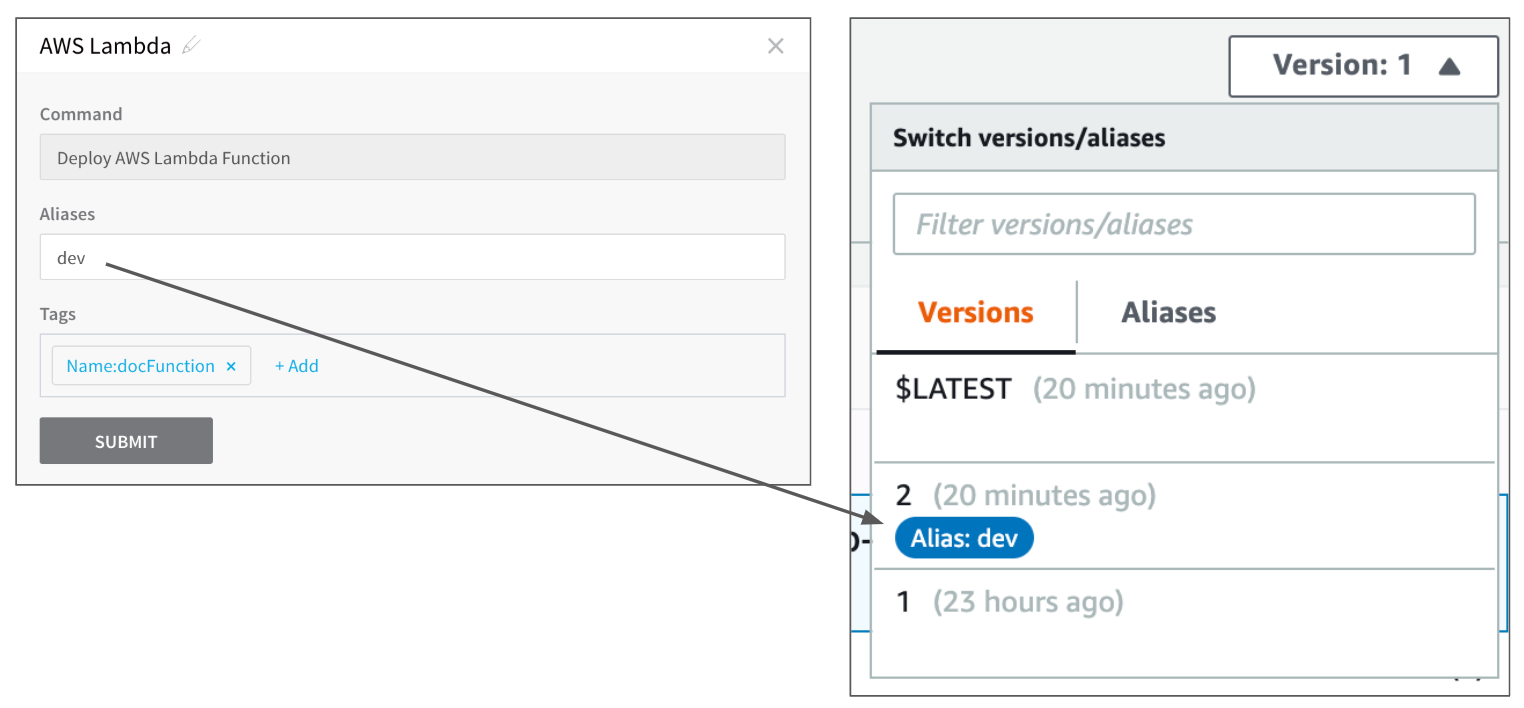 AWS Lambda
Command
Deploy AWS Lambda Function
Aliases
dev
Tags
Name:docFunction × + Add
SUBMIT
Version: 1
Switch versions/aliases
Filter versions/aliases
Versions Aliases
$LATEST (20 minutes ago)
2 (20 minutes ago)
Alias: dev
1 (23 hours ago)